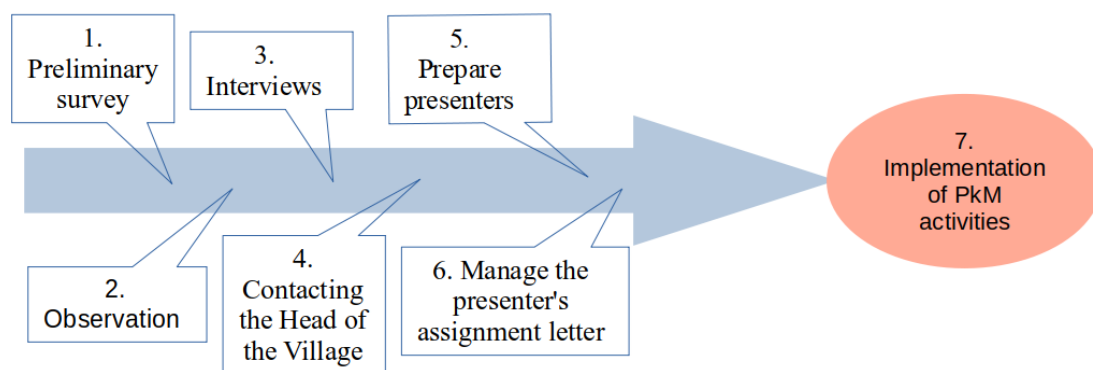 1.
Preliminary
survey
2.
Observation
3.
Interviews
4.
Contacting
the Head of
the Village
5.
Prepare
presenters
6. Manage the
presenter's
assignment letter
7.
Implementation
of PkM
activities